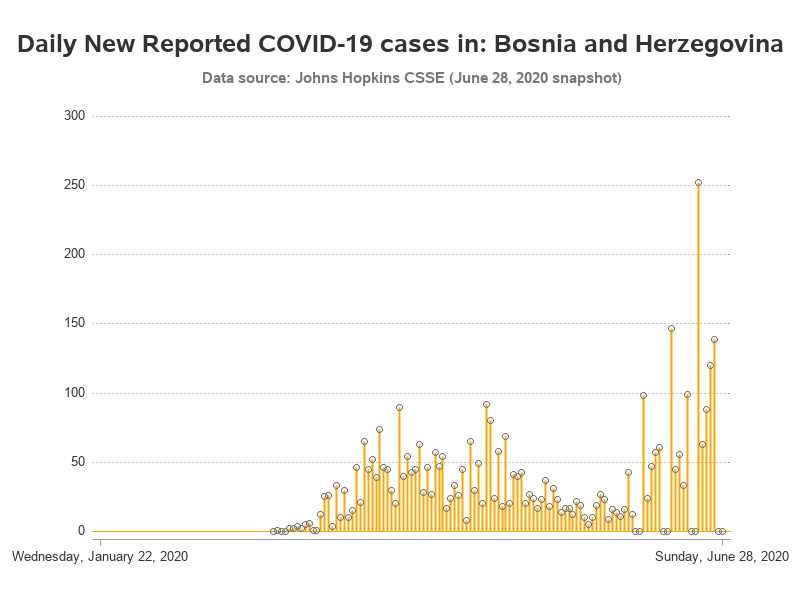 Daily New Reported COVID-19 cases in: Bosnia and Herzegovina
Data source: Johns Hopkins CSSE (June 28, 2020 snapshot)
300
250
200
150
100
50
0
Wednesday, January 22, 2020
Sunday, June 28, 2020